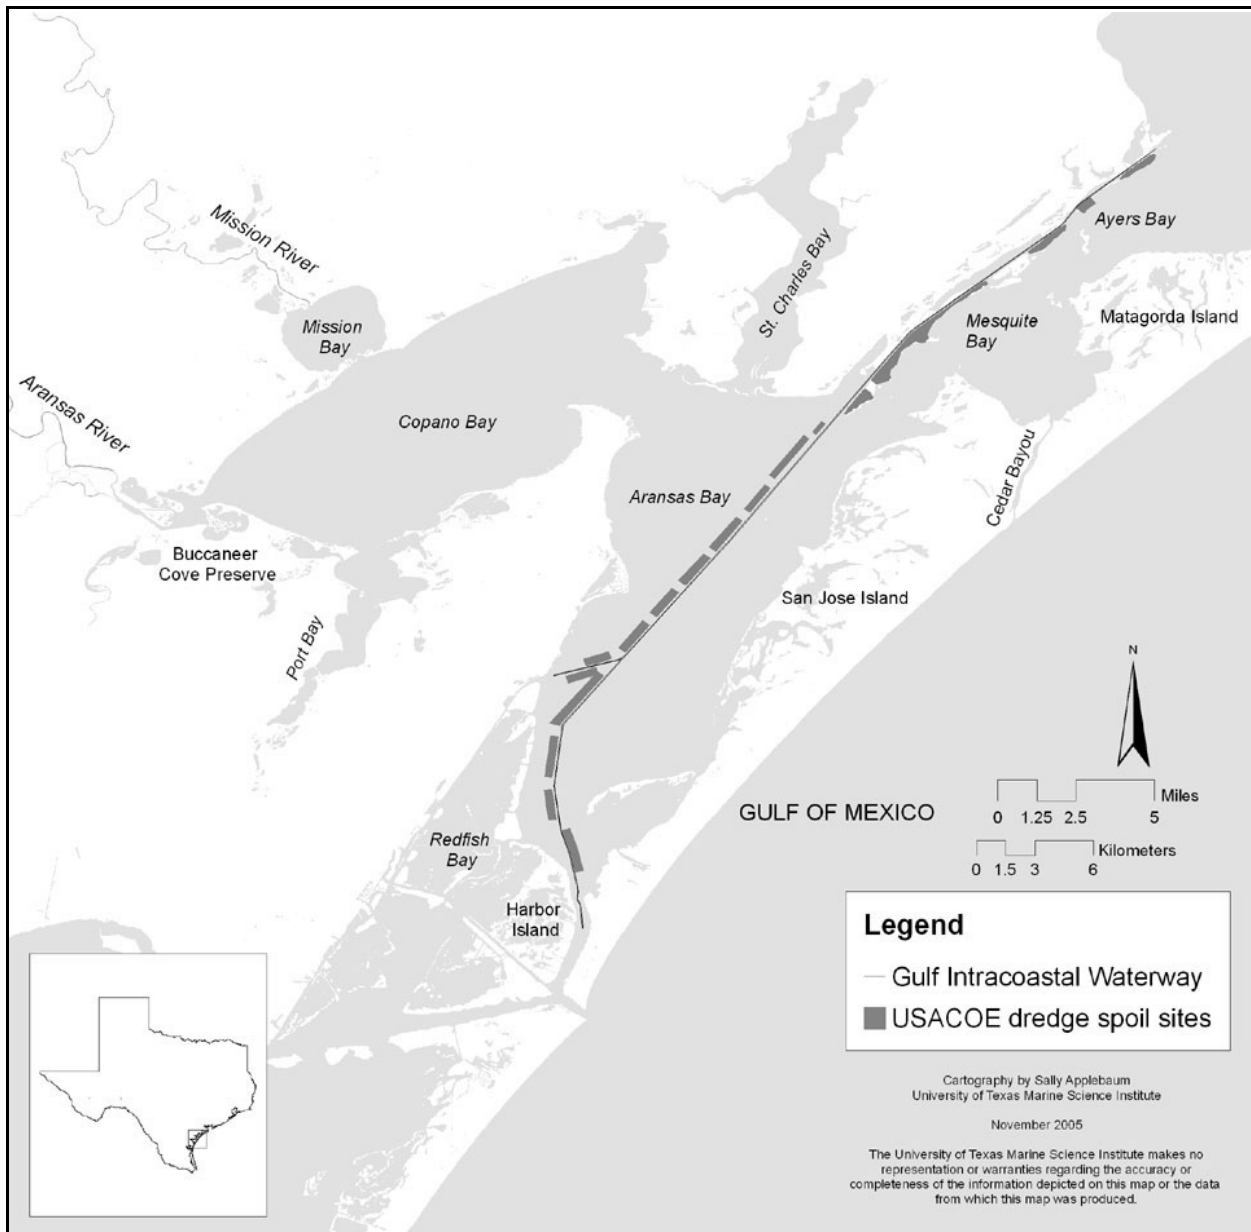 Mission River
Mission
Bay
Aransas River
Copano Bay
St. Charles Bay
Ayers Bay
Mesquite
Bay
Matagorda Island
Cedar Bayou
Aransas Bay
Buccaneer
Cove Preserve
Port Bay
San Jose Island
N
GULF OF MEXICO
Miles
0 1.25 2.5 5
Kilometers
0 1.5 3 6
Redfish
Bay
Harbor
Island
Legend
Gulf Intracoastal Waterway
USACOE dredge spoil sites
Cartography by Sally Applebaum
University of Texas Marine Science Institute
November 2005
The University of Texas Marine Science Institute makes no
representation or warranties regarding the accuracy or
completeness of the information depicted on this map or the data
from which this map was produced.